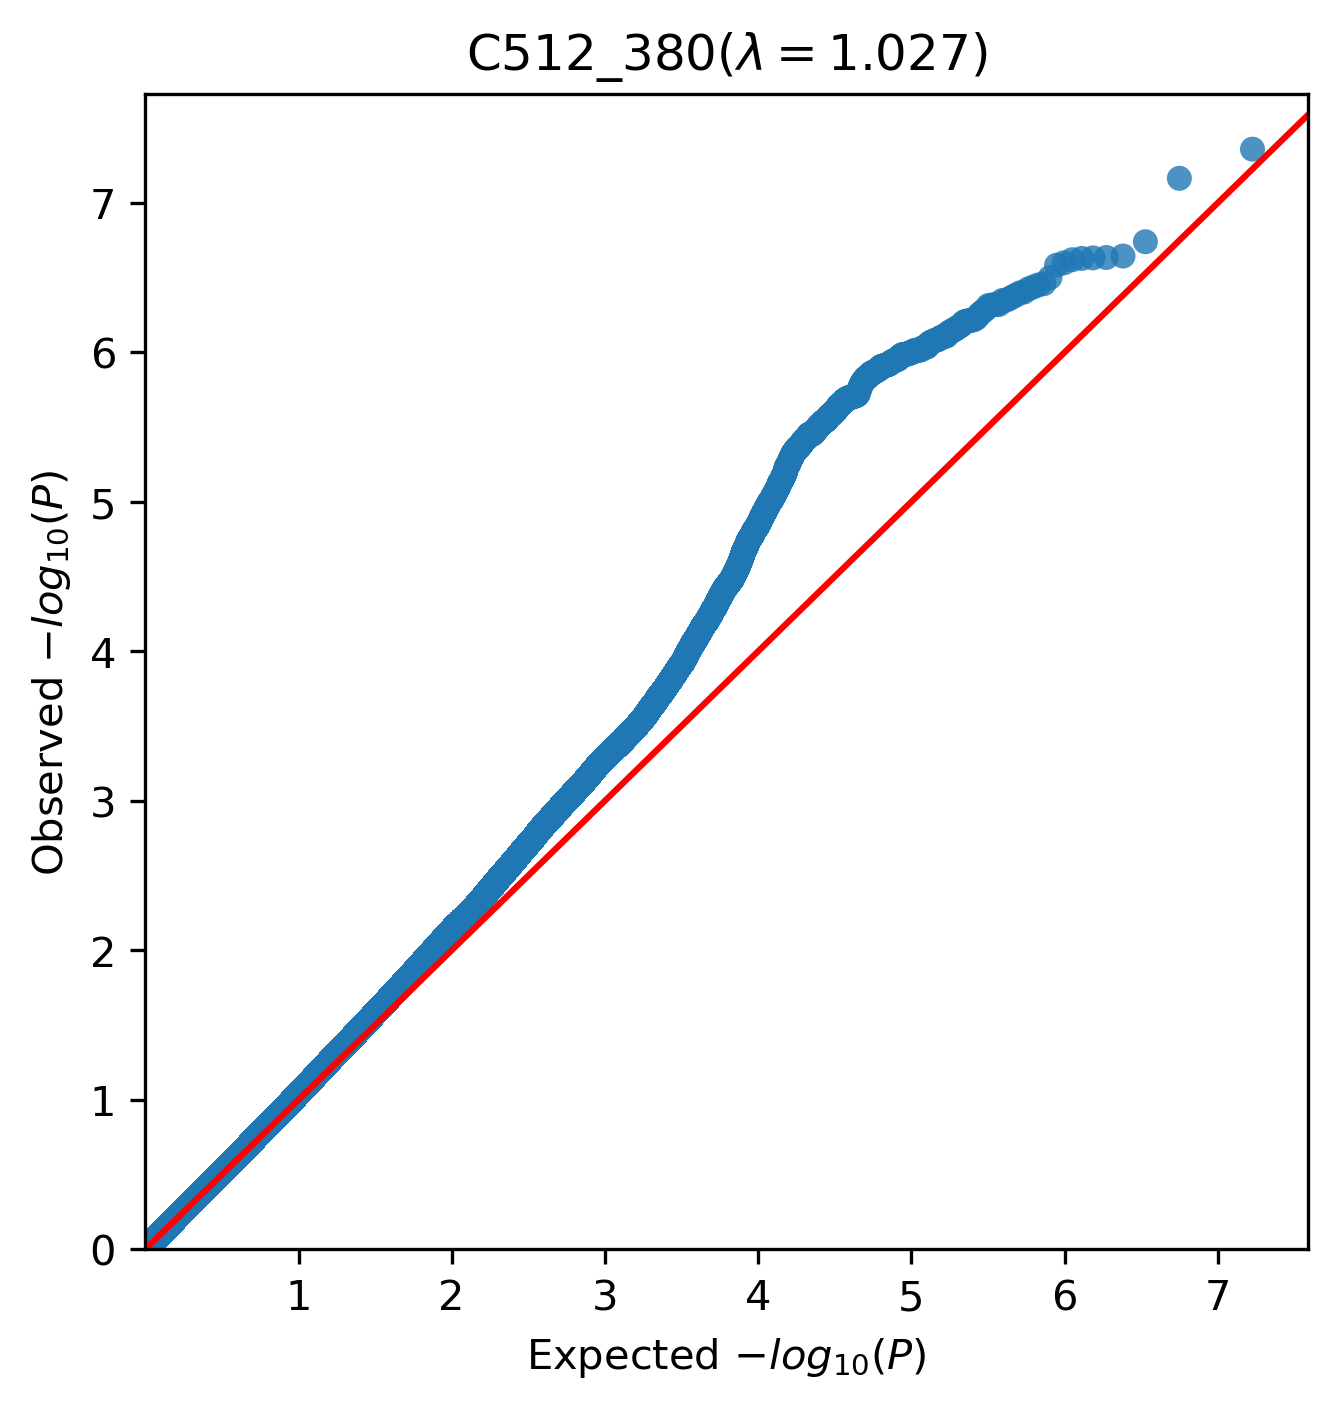 C512_380(λ = 1.027)
Observed −log₁₀(P)
7
6
5
4
3
2
1
0
1 2 3 4 5 6 7
Expected −log₁₀(P)